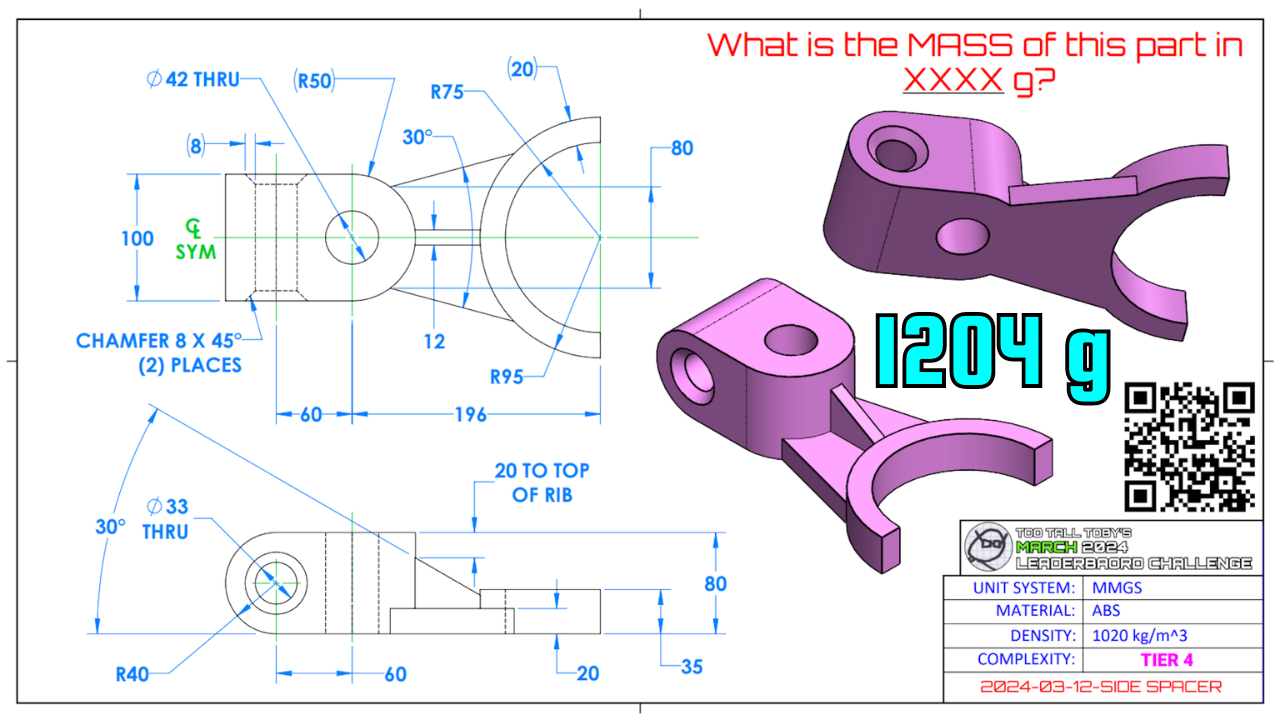 What is the MASS of this part in
XXXX g?
∅42 THRU
(R50)
(20)
R75
30°
(8)
80
100
℄
SYM
CHAMFER 8 X 45°
(2) PLACES
12
R95
60
196
1204 g
20 TO TOP
OF RIB
30°
∅33
THRU
80
R40
60
20
35
TOO TALL TOBY'S
MARCH 2024
LEADERBAORD CHALLENGE
UNIT SYSTEM: MMGS
MATERIAL: ABS
DENSITY: 1020 kg/m^3
COMPLEXITY: TIER 4
2024-03-12-SIDE SPACER